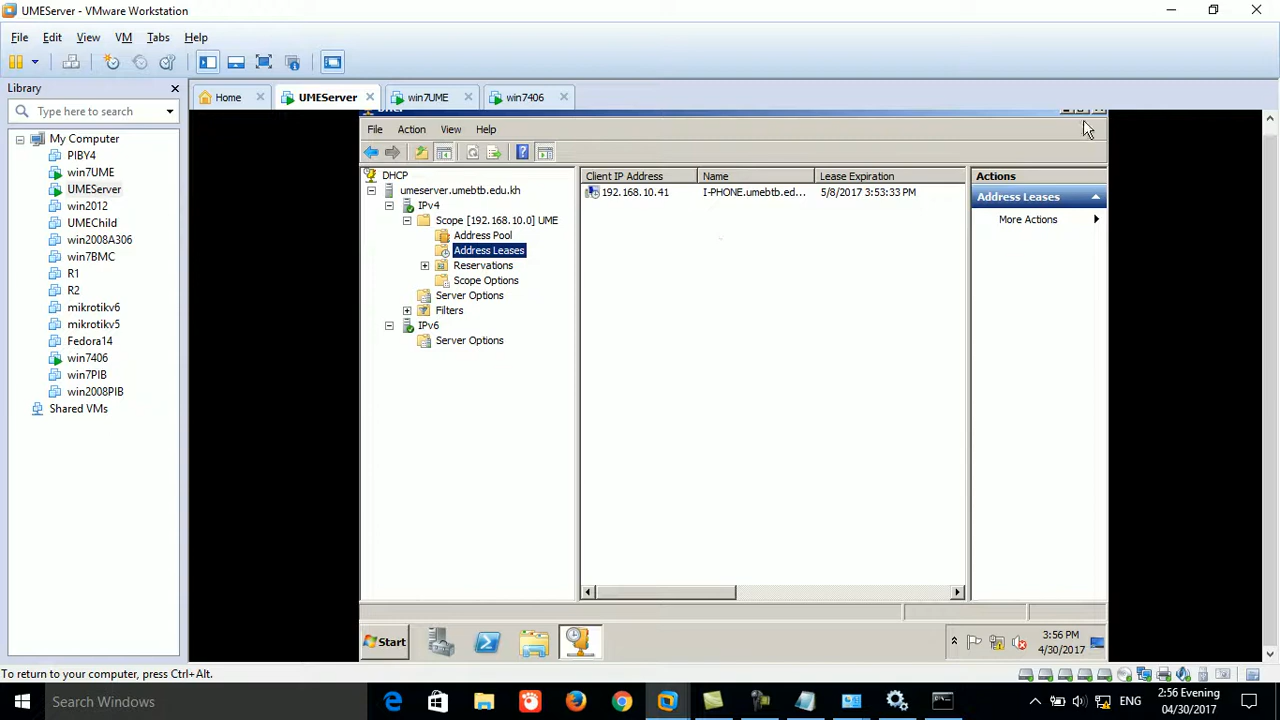 UMEServer - VMware Workstation
File Edit View VM Tabs Help
Library
Type here to search
Home UMEServer win7UME win7406
My Computer
PIBY4
win7UME
UMEServer
win2012
UMEChild
win2008A306
win7BMC
R1
R2
mikrotikv6
mikrotikv5
Fedora14
win7406
win7PIB
win2008PIB
Shared VMs
File Action View Help
DHCP
umeserver.umebtb.edu.kh
IPv4
Scope [192.168.10.0] UME
Address Pool
Address Leases
Reservations
Scope Options
Server Options
Filters
IPv6
Server Options
Client IP Address Name Lease Expiration
192.168.10.41 I-PHONE.umebtb.ed... 5/8/2017 3:53:33 PM
Actions
Address Leases
More Actions
Start
3:56 PM
4/30/2017
To return to your computer, press Ctrl+Alt.
Search Windows
ENG
2:56 Evening
04/30/2017